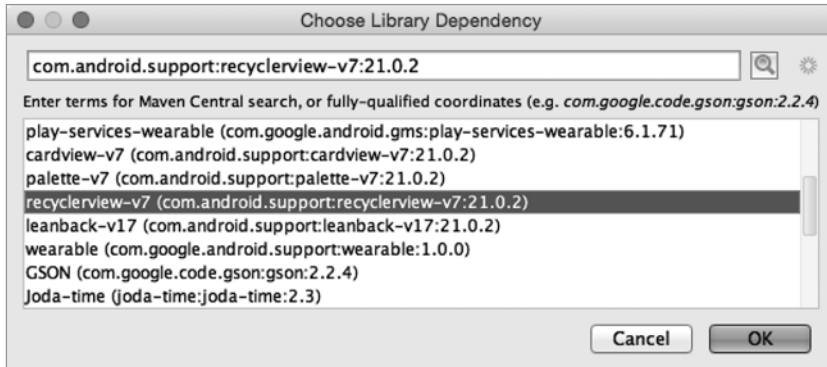 Choose Library Dependency
com.android.support:recyclerview-v7:21.0.2
Enter terms for Maven Central search, or fully-qualified coordinates (e.g. com.google.code.gson:gson:2.2.4)
play-services-wearable (com.google.android.gms:play-services-wearable:6.1.71)
cardview-v7 (com.android.support:cardview-v7:21.0.2)
palette-v7 (com.android.support:palette-v7:21.0.2)
recyclerview-v7 (com.android.support:recyclerview-v7:21.0.2)
leanback-v17 (com.android.support:leanback-v17:21.0.2)
wearable (com.google.android.support:wearable:1.0.0)
GSON (com.google.code.gson:gson:2.2.4)
Joda-time (joda-time:joda-time:2.3)
Cancel OK